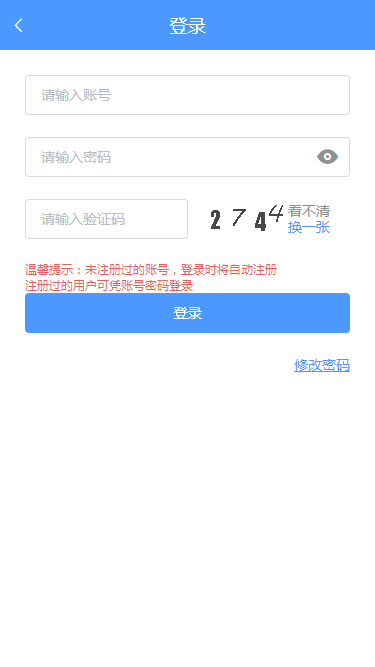 登录
请输入账号
请输入密码
请输入验证码
2744
看不清
换一张
温馨提示：未注册过的账号，登录时将自动注册
注册过的用户可凭账号密码登录
登录
修改密码